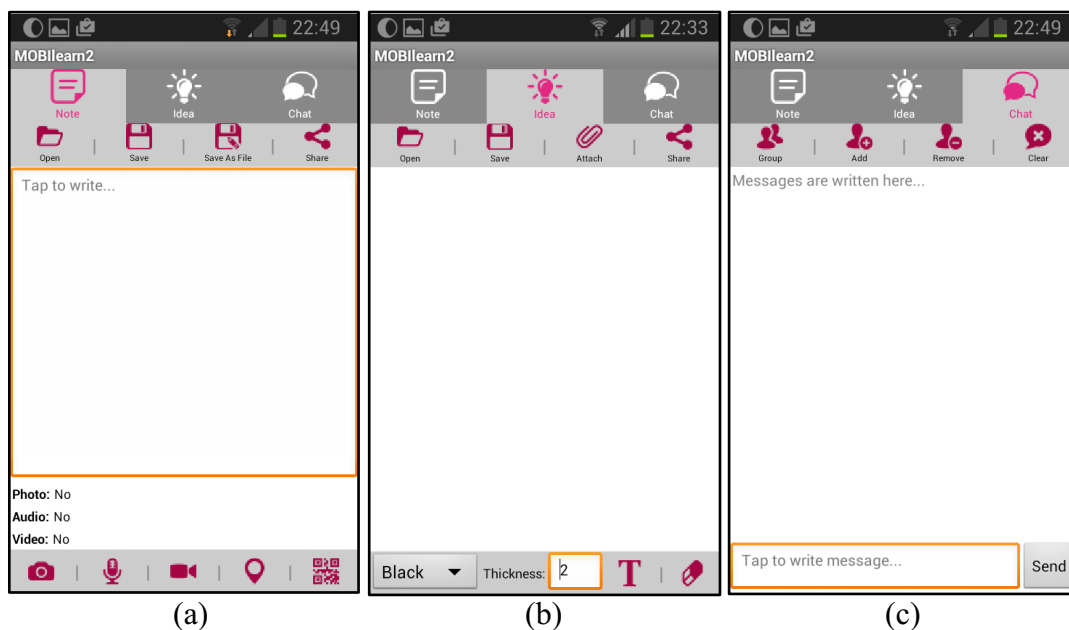 22:49
MOBIlearn2
Note Idea Chat
Open | Save | Save As File | Share
Tap to write...
Photo: No
Audio: No
Video: No
(a)
22:33
MOBIlearn2
Note Idea Chat
Open | Save | Attach | Share
Black Thickness: 2 T
(b)
22:49
MOBIlearn2
Note Idea Chat
Group | Add | Remove | Clear
Messages are written here...
Tap to write message... Send
(c)